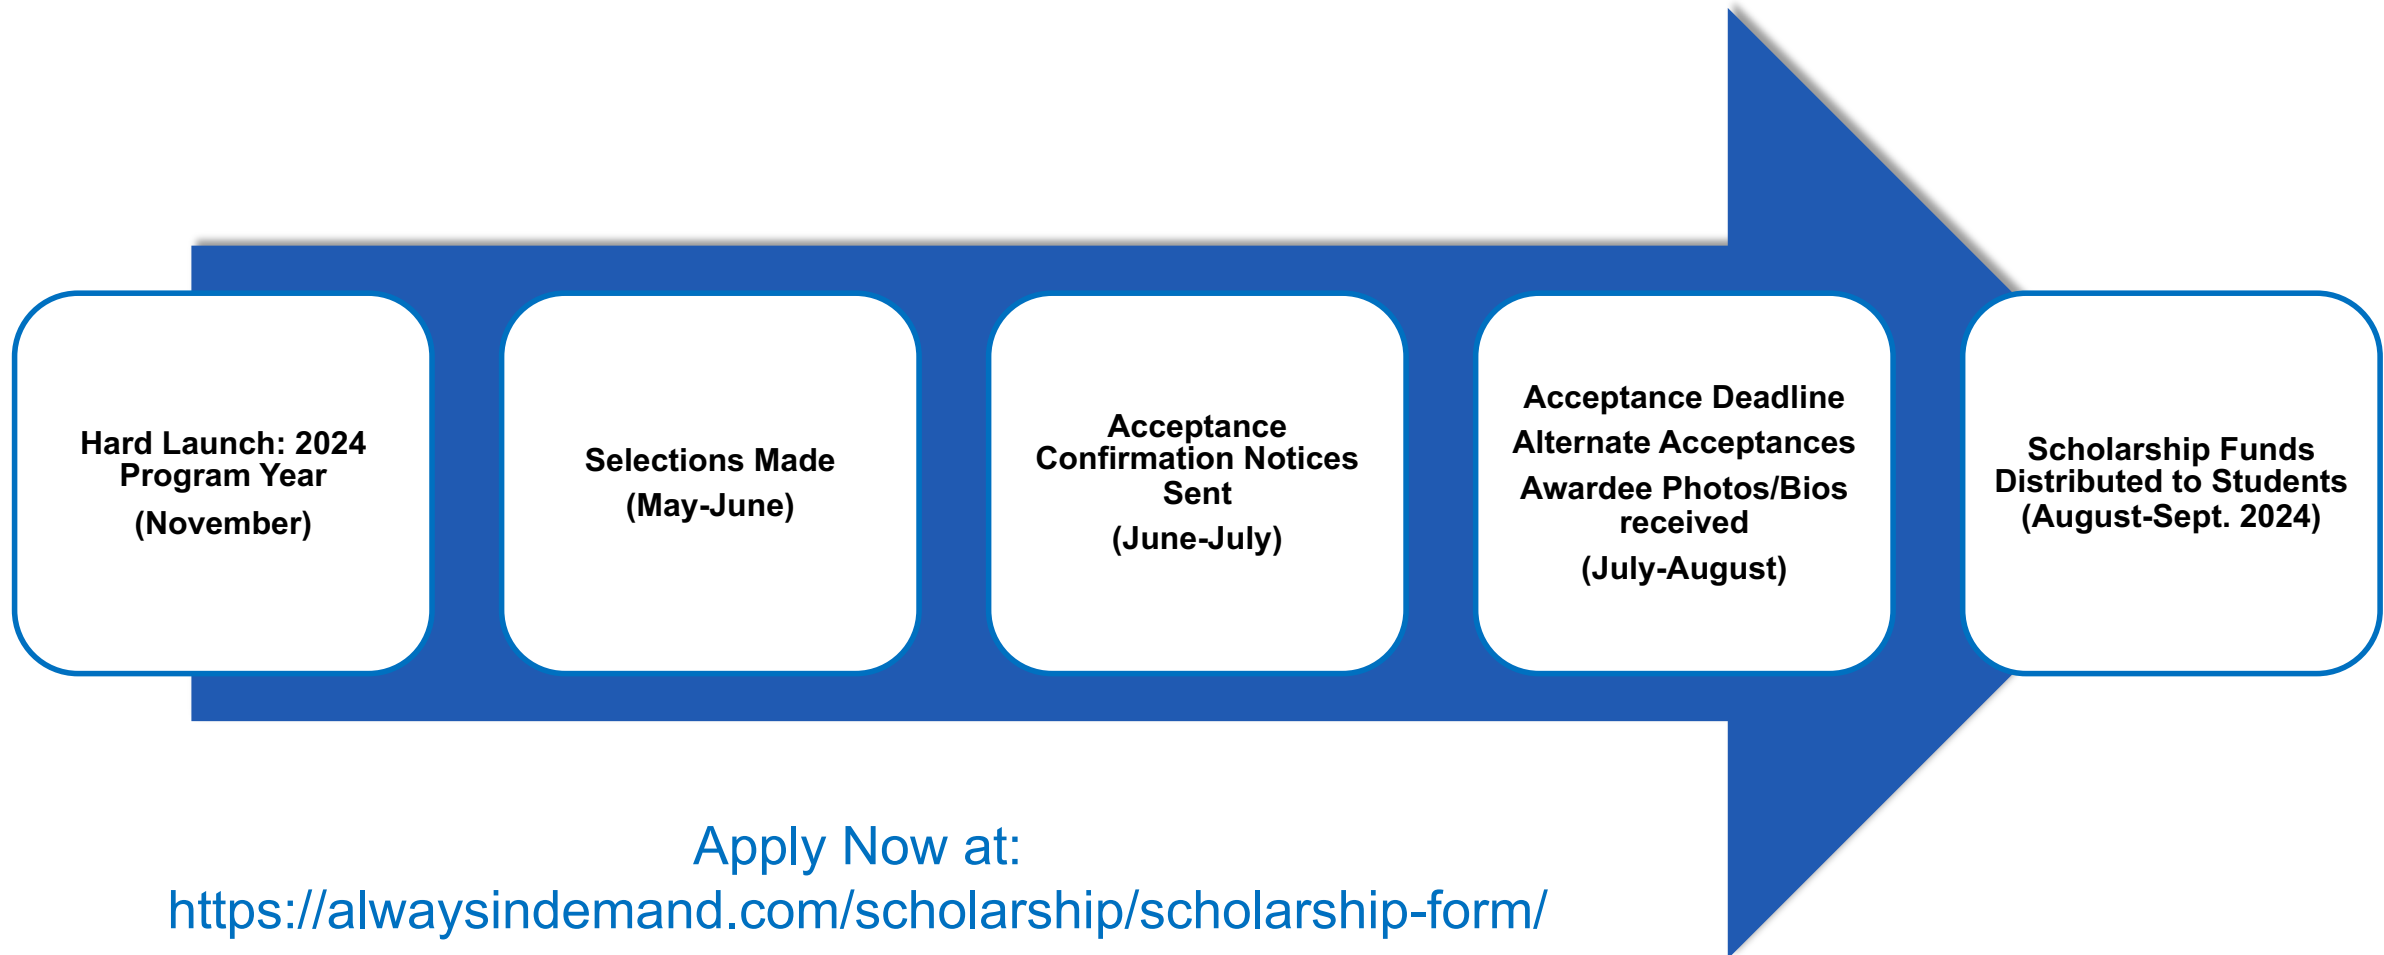 Hard Launch: 2024
Program Year
(November)
Selections Made
(May-June)
Acceptance
Confirmation Notices
Sent
(June-July)
Acceptance Deadline
Alternate Acceptances
Awardee Photos/Bios
received
(July-August)
Scholarship Funds
Distributed to Students
(August-Sept. 2024)
Apply Now at:
https://alwaysindemand.com/scholarship/scholarship-form/